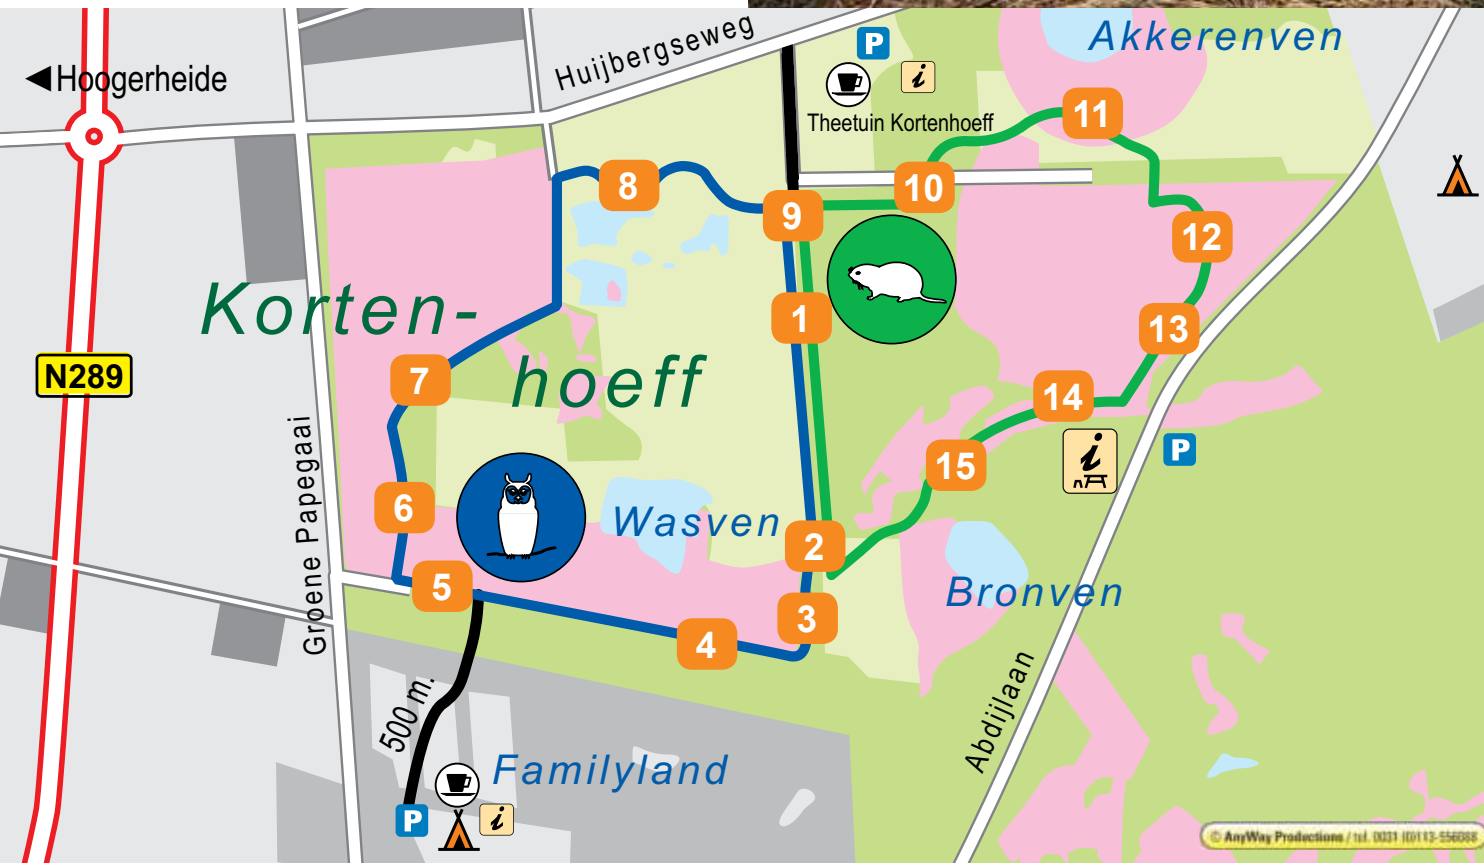 Akkerenven
Huijbergseweg
P
◀Hoogerheide
i
Theetuin Kortenhoeff
11
8
10
9
12
Korten-
1
13
N289
7
hoeff
14
Groene Papegaai
P
15
i
6
Wasven
2
5
Bronven
3
4
Abdijlaan
500 m.
Familyland
P
i
© AnyWay Productions / tel. 0031 (0)113-556088